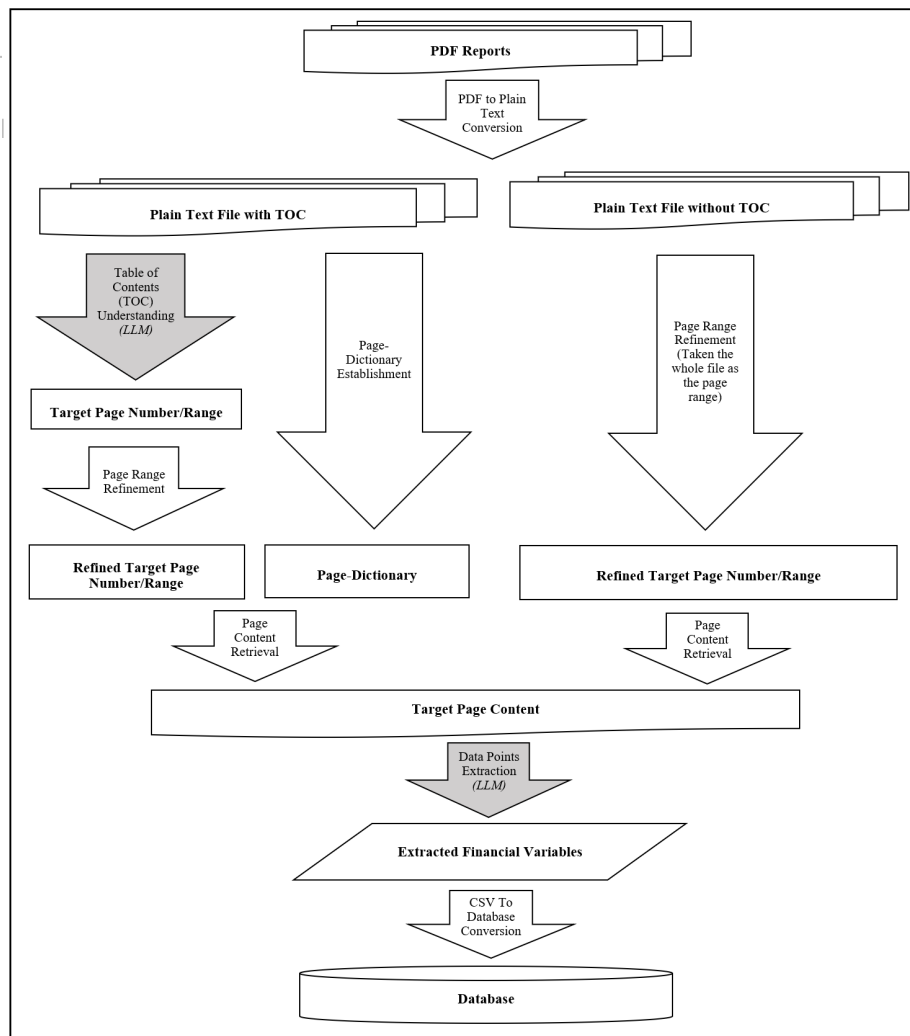 PDF Reports
PDF to Plain
Text
Conversion
Plain Text File with TOC
Plain Text File without TOC
Table of
Contents
(TOC)
Understanding
(LLM)
Page-
Dictionary
Establishment
Page Range
Refinement
(Taken the
whole file as
the page
range)
Target Page Number/Range
Page Range
Refinement
Refined Target Page
Number/Range
Page-Dictionary
Refined Target Page Number/Range
Page
Content
Retrieval
Page
Content
Retrieval
Target Page Content
Data Points
Extraction
(LLM)
Extracted Financial Variables
CSV To
Database
Conversion
Database